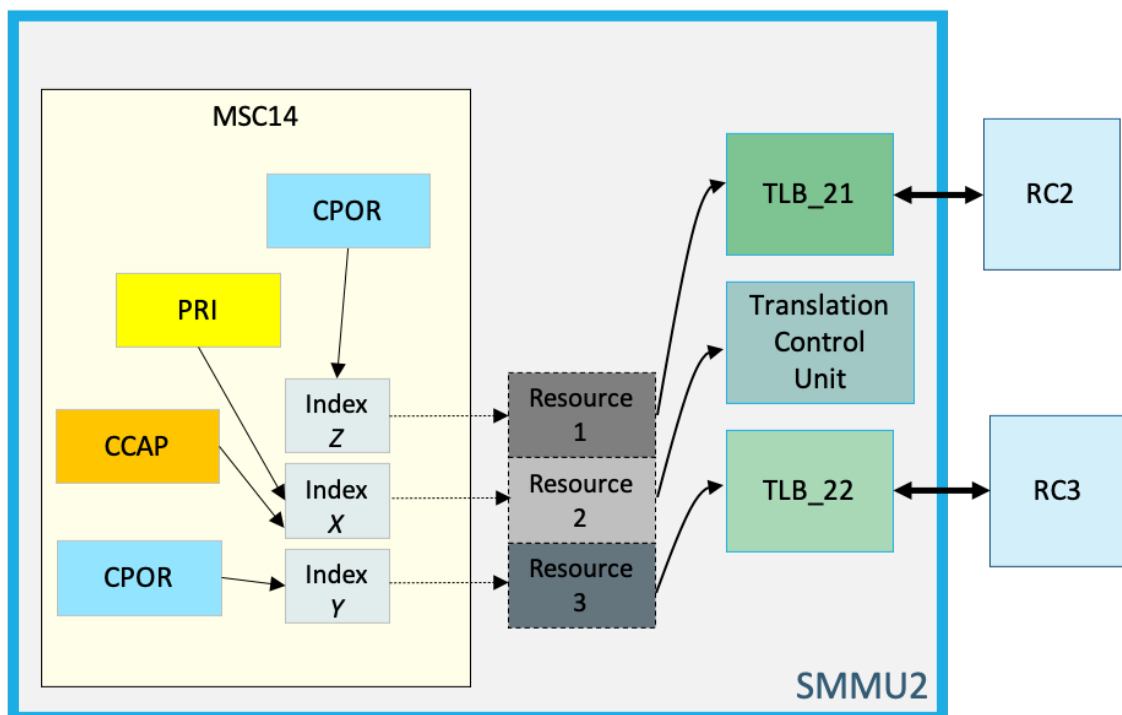 MSC14
CPOR
PRI
CCAP
CPOR
Index
Z
Index
X
Index
Y
Resource
1
Resource
2
Resource
3
TLB_21
Translation
Control
Unit
TLB_22
RC2
RC3
SMMU2